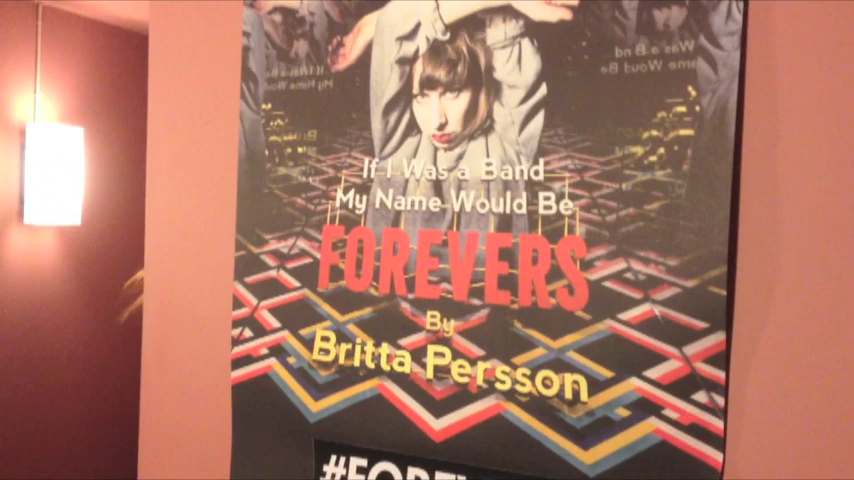 If I Was a Band
My Name Would Be
FOREVERS
By
Britta Persson